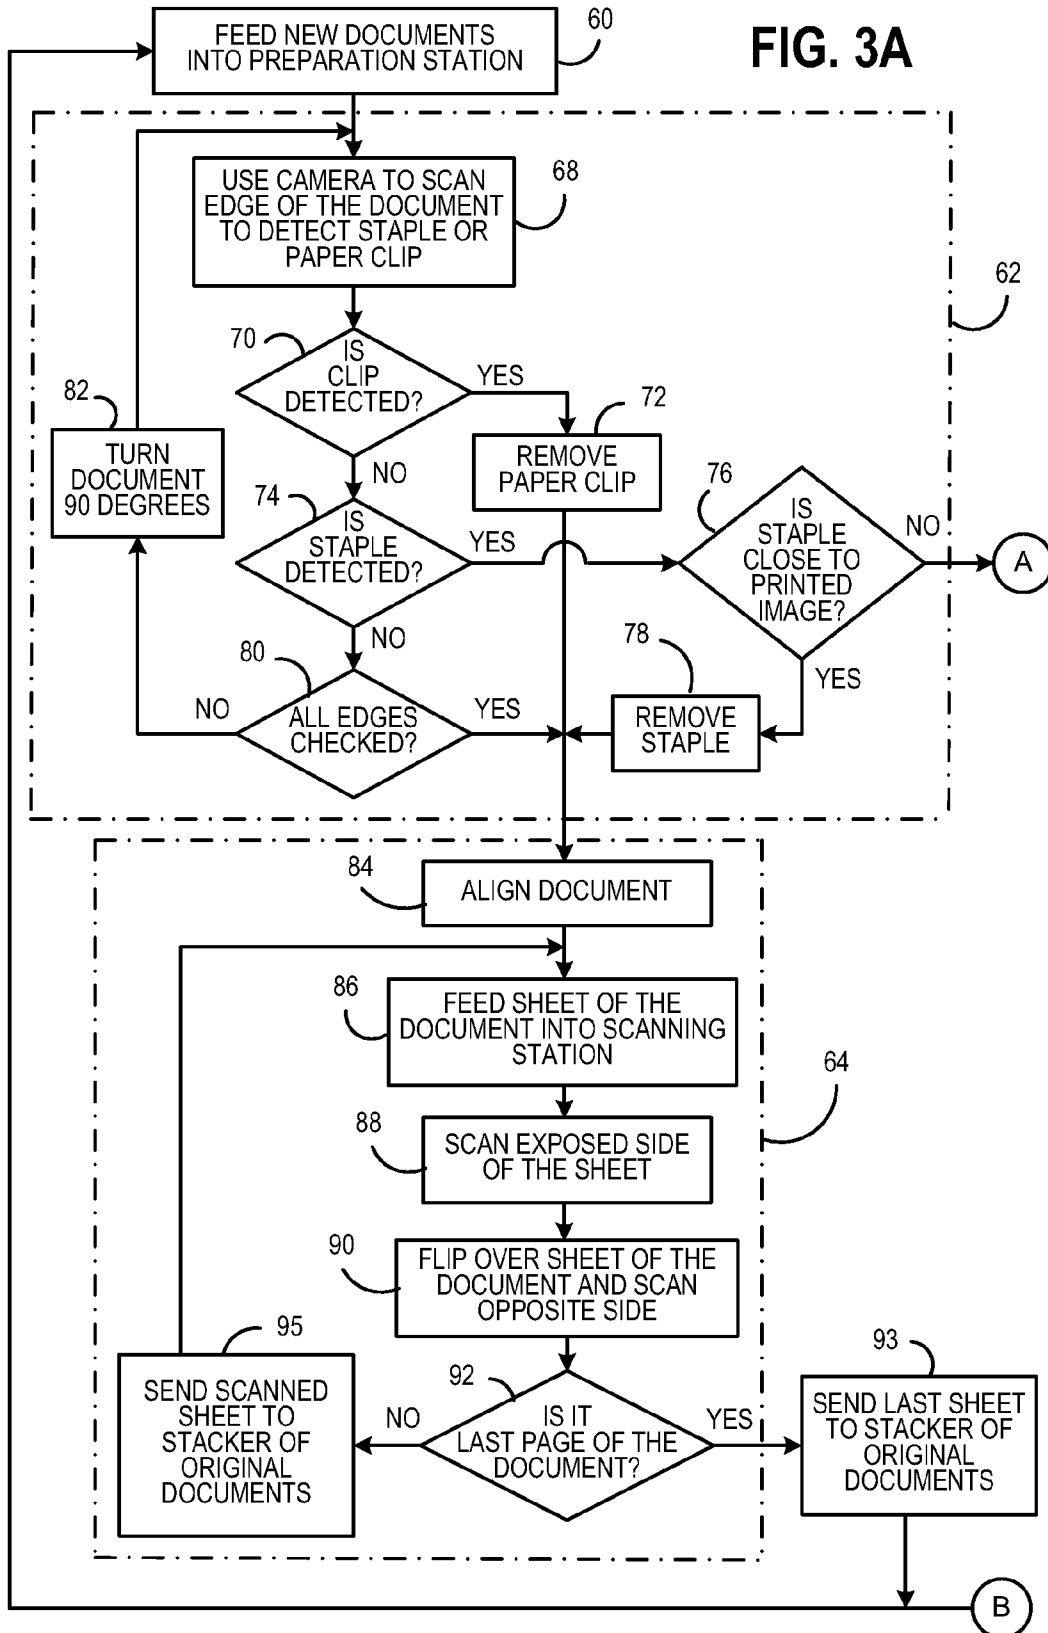 FIG. 3A
FEED NEW DOCUMENTS
INTO PREPARATION STATION
60
USE CAMERA TO SCAN
EDGE OF THE DOCUMENT
TO DETECT STAPLE OR
PAPER CLIP
68
62
70
IS
CLIP
DETECTED?
YES
NO
72
REMOVE
PAPER CLIP
82
TURN
DOCUMENT
90 DEGREES
74
IS
STAPLE
DETECTED?
YES
NO
76
IS
STAPLE
CLOSE TO
PRINTED
IMAGE?
NO
A
YES
78
REMOVE
STAPLE
80
ALL EDGES
CHECKED?
NO
YES
84
ALIGN DOCUMENT
86
FEED SHEET OF THE
DOCUMENT INTO SCANNING
STATION
64
88
SCAN EXPOSED SIDE
OF THE SHEET
90
FLIP OVER SHEET OF THE
DOCUMENT AND SCAN
OPPOSITE SIDE
92
IS IT
LAST PAGE OF THE
DOCUMENT?
NO
YES
95
SEND SCANNED
SHEET TO
STACKER OF
ORIGINAL
DOCUMENTS
93
SEND LAST SHEET
TO STACKER OF
ORIGINAL
DOCUMENTS
B